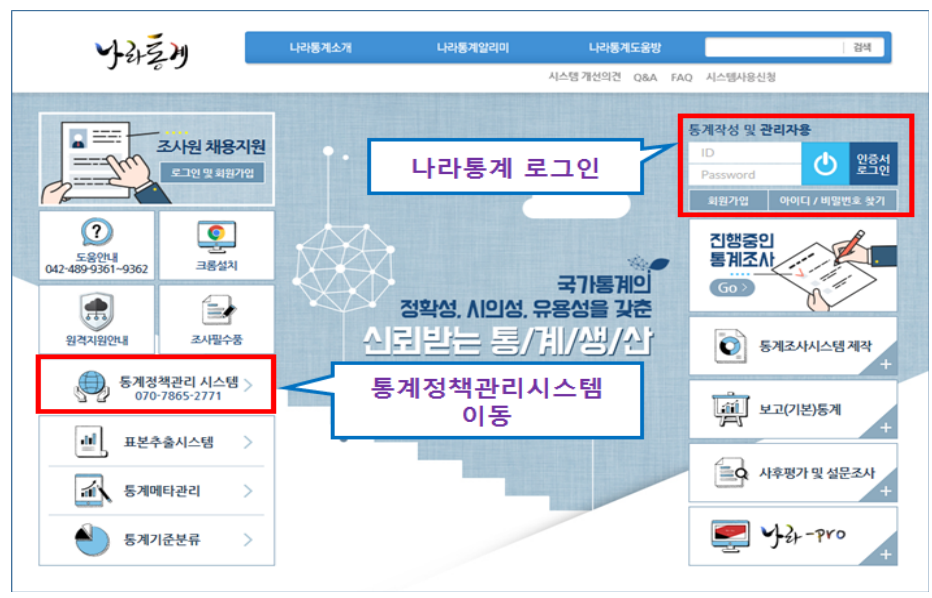 나라통계
나라통계소개
나라통계알리미
나라통계도움방
검색
시스템 개선의견
Q&A
FAQ
시스템사용신청
조사원 채용지원
로그인 및 회원가입
도움안내
042-489-9361~9362
크롬설치
원격지원안내
조사필수품
통계정책관리 시스템
070-7865-2771
표본추출시스템
통계메타관리
통계기준분류
나라통계 로그인
국가통계의
정확성, 시의성, 유용성을 갖춘
신뢰받는 통/계/생/산
통계정책관리시스템
이동
통계작성 및 관리자용
ID
Password
인증서
로그인
회원가입
아이디 / 비밀번호 찾기
진행중인
통계조사
Go >
통계조사시스템 제작
보고(기본)통계
사후평가 및 설문조사
나라-pro